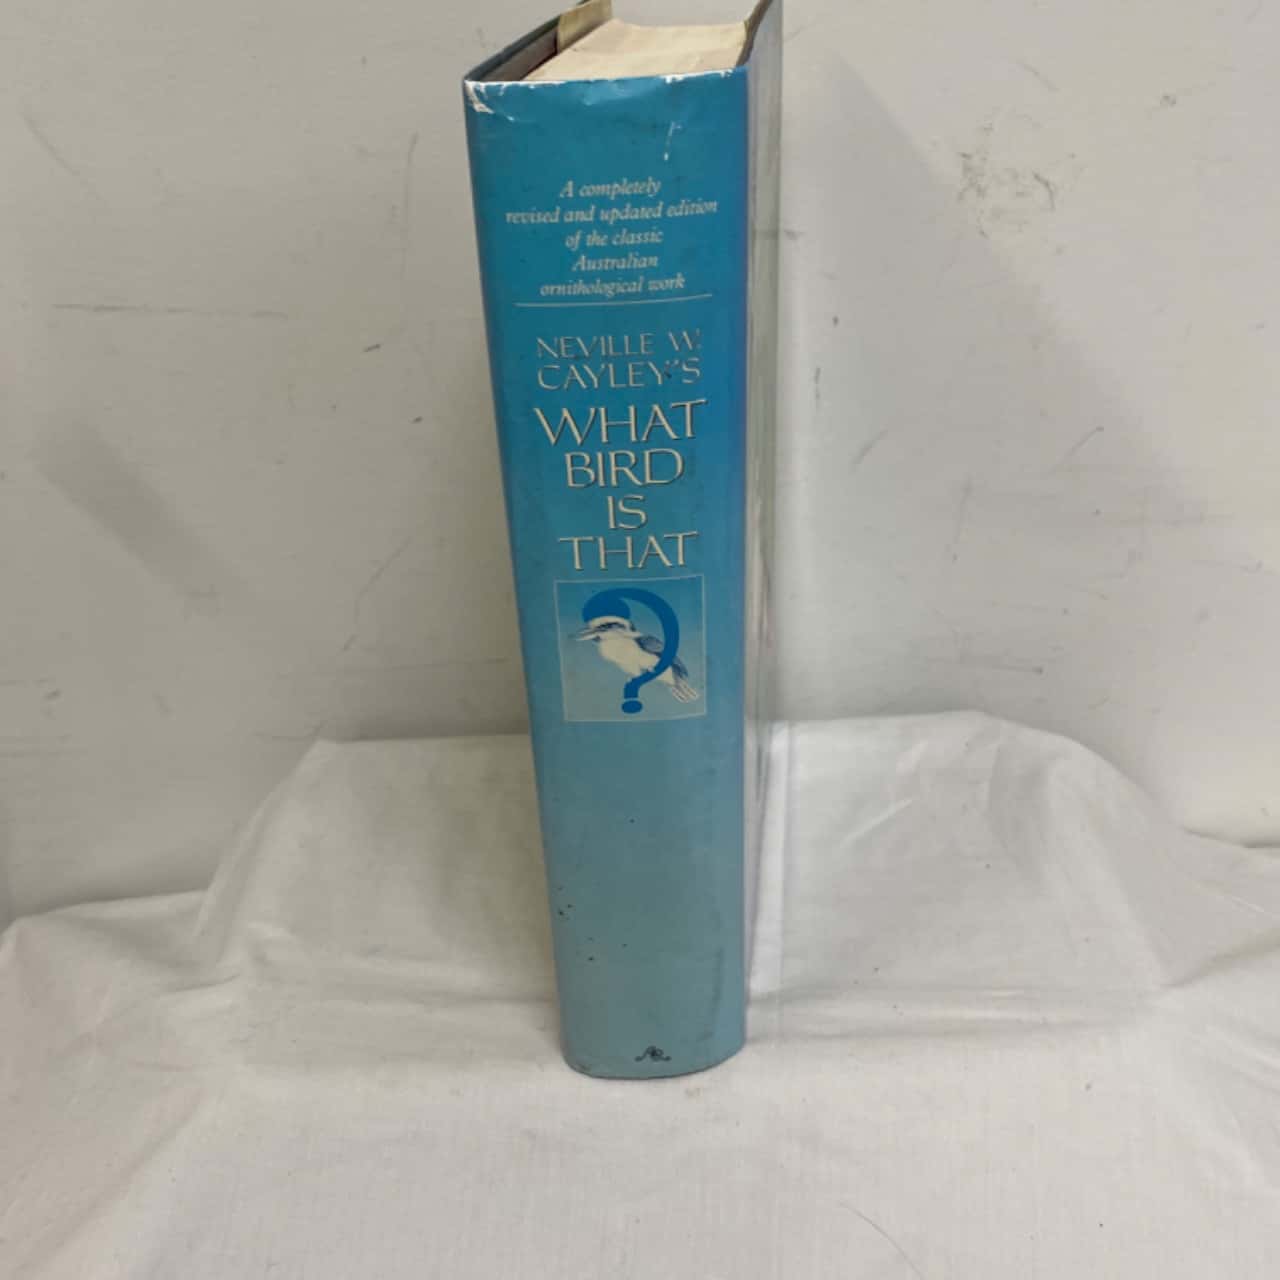 A completely
revised and updated edition
of the classic
Australian
ornithological work
NEVILLE W.
CAYLEY'S
WHAT
BIRD
IS
THAT
?